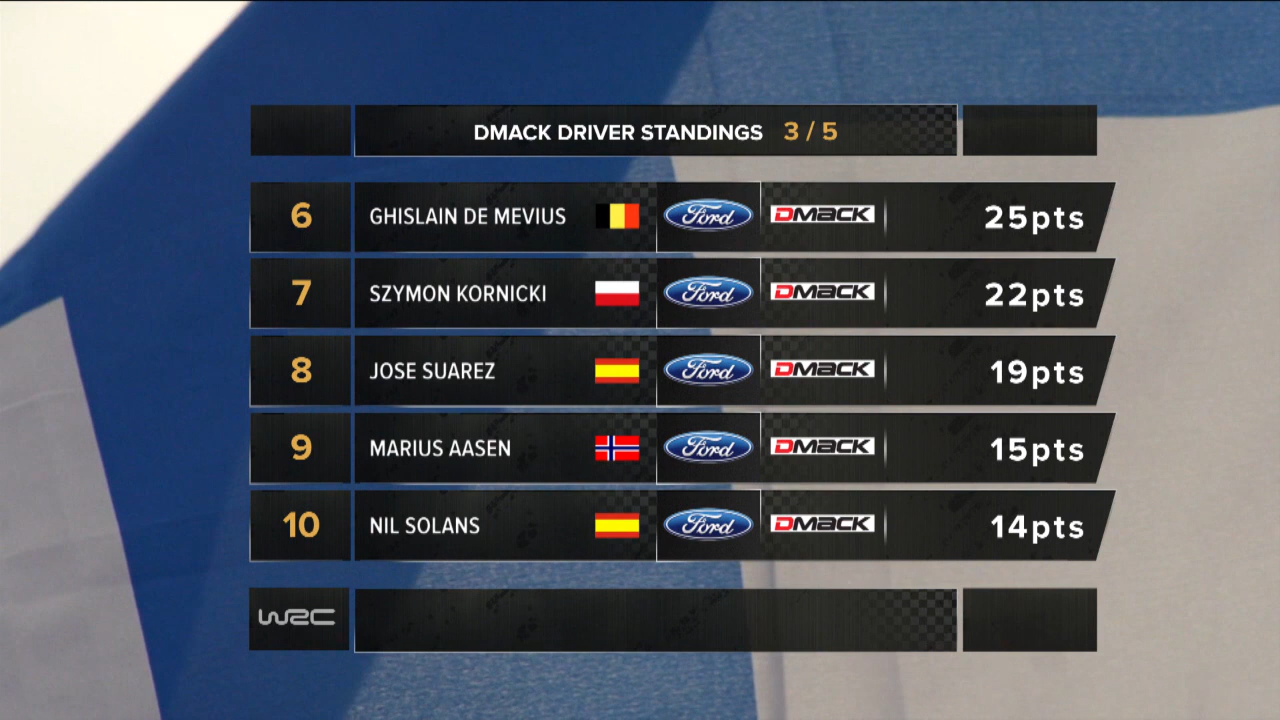 DMACK DRIVER STANDINGS 3 / 5
6 GHISLAIN DE MEVIUS Ford DMACK 25pts
7 SZYMON KORNICKI Ford DMACK 22pts
8 JOSE SUAREZ Ford DMACK 19pts
9 MARIUS AASEN Ford DMACK 15pts
10 NIL SOLANS Ford DMACK 14pts
WRC